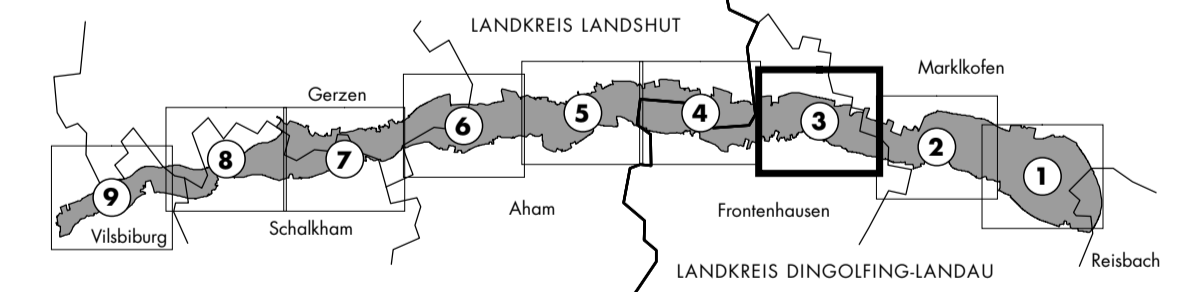 LANDKREIS LANDSHUT
Marklkofen
Gerzen
6
5
4
3
2
1
8
7
9
Vilsbiburg
Schalkham
Aham
Frontenhausen
Reisbach
LANDKREIS DINGOLFING-LANDAU